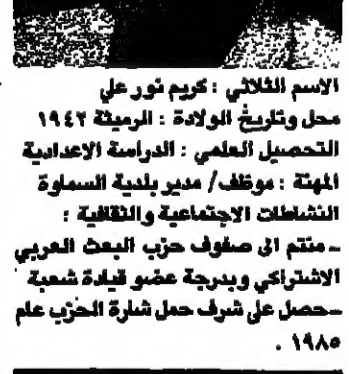 الاسم الثلاثي : كريم نور علي
محل وتاريخ الولادة : الرميثة ١٩٤٢
التحصيل العلمي : الدراسة الاعدادية
المهنة : موظف/ مدير بلدية السماوة
النشاطات الاجتماعية والثقافية :
ـ منتم الى صفوف حزب البعث العربي
الاشتراكي وبدرجة عضو قيادة شعبة
ـ حصل على شرف حمل شارة الحزب عام
١٩٨٥ .